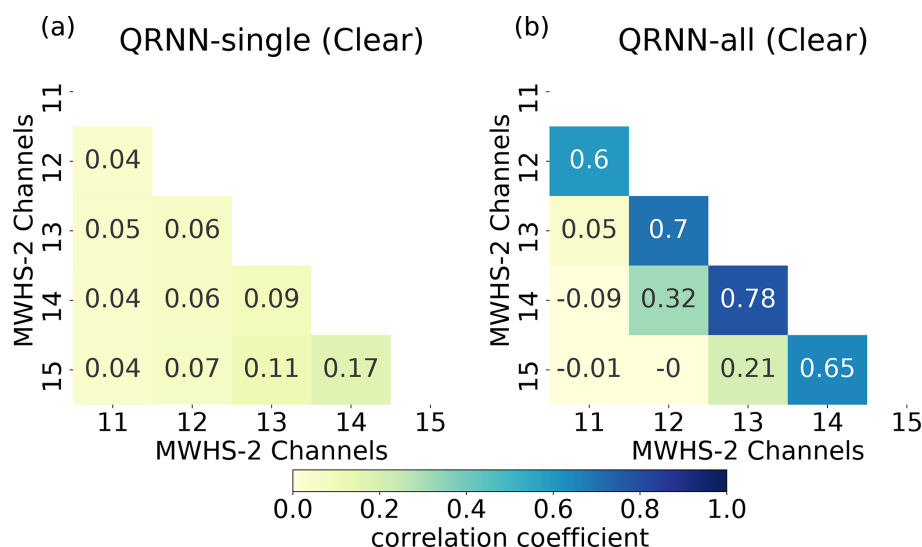 (a) QRNN-single (Clear)
MWHS-2 Channels
11
12 0.04
13 0.05 0.06
14 0.04 0.06 0.09
15 0.04 0.07 0.11 0.17
11 12 13 14 15
MWHS-2 Channels
(b) QRNN-all (Clear)
MWHS-2 Channels
11
12 0.6
13 0.05 0.7
14 -0.09 0.32 0.78
15 -0.01 -0 0.21 0.65
11 12 13 14 15
MWHS-2 Channels
0.0 0.2 0.4 0.6 0.8 1.0
correlation coefficient